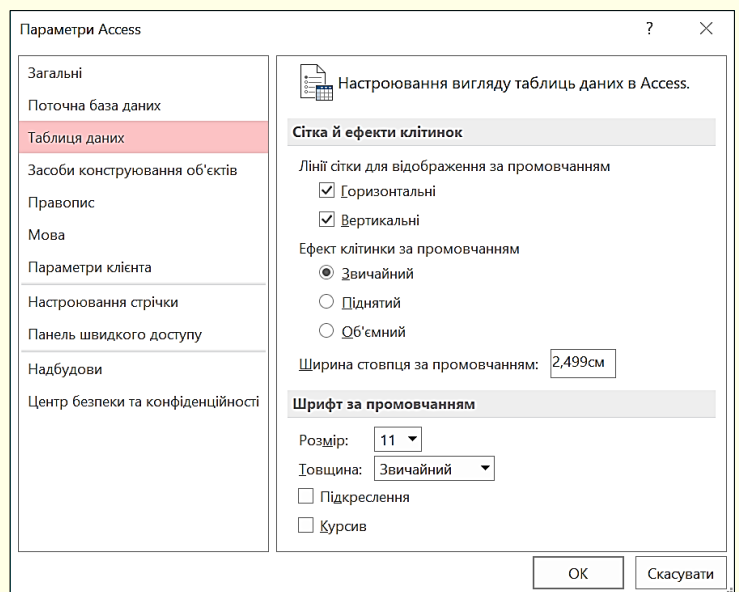 Параметри Access
?
Загальні
Поточна база даних
Таблиця даних
Засоби конструювання об'єктів
Правопис
Мова
Параметри клієнта
Настроювання стрічки
Панель швидкого доступу
Надбудови
Центр безпеки та конфіденційності
Настроювання вигляду таблиць даних в Access.
Сітка й ефекти клітинок
Лінії сітки для відображення за промовчанням
Горизонтальні
Вертикальні
Ефект клітинки за промовчанням
Звичайний
Піднятий
Об'ємний
Ширина стовпця за промовчанням: 2,499см
Шрифт за промовчанням
Розмір: 11
Товщина: Звичайний
Підкреслення
Курсив
ОК Скасувати